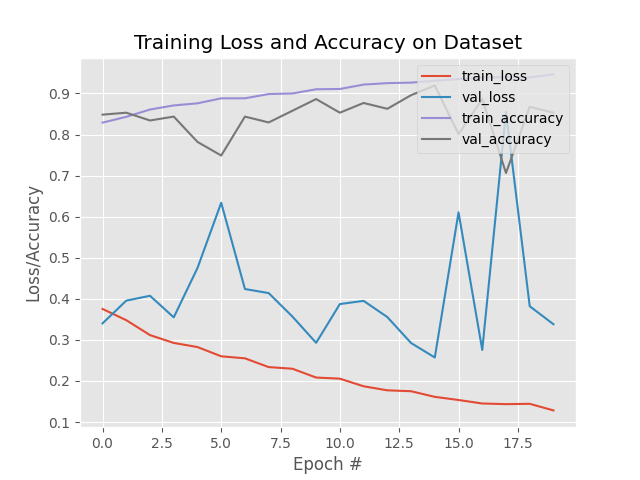 Training Loss and Accuracy on Dataset
train_loss
val_loss
train_accuracy
val_accuracy
Loss/Accuracy
0.9
0.8
0.7
0.6
0.5
0.4
0.3
0.2
0.1
0.0 2.5 5.0 7.5 10.0 12.5 15.0 17.5
Epoch #